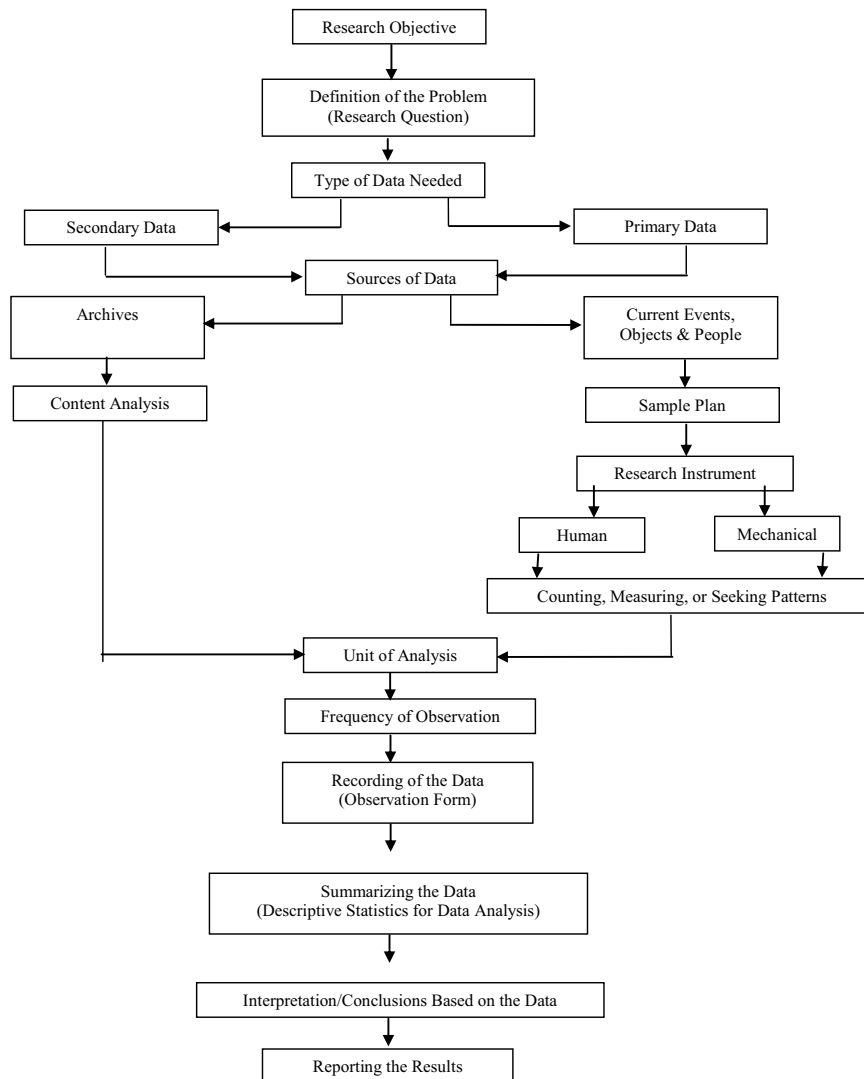 Research Objective
Definition of the Problem
(Research Question)
Type of Data Needed
Secondary Data
Primary Data
Sources of Data
Archives
Current Events,
Objects & People
Content Analysis
Sample Plan
Research Instrument
Human
Mechanical
Counting, Measuring, or Seeking Patterns
Unit of Analysis
Frequency of Observation
Recording of the Data
(Observation Form)
Summarizing the Data
(Descriptive Statistics for Data Analysis)
Interpretation/Conclusions Based on the Data
Reporting the Results